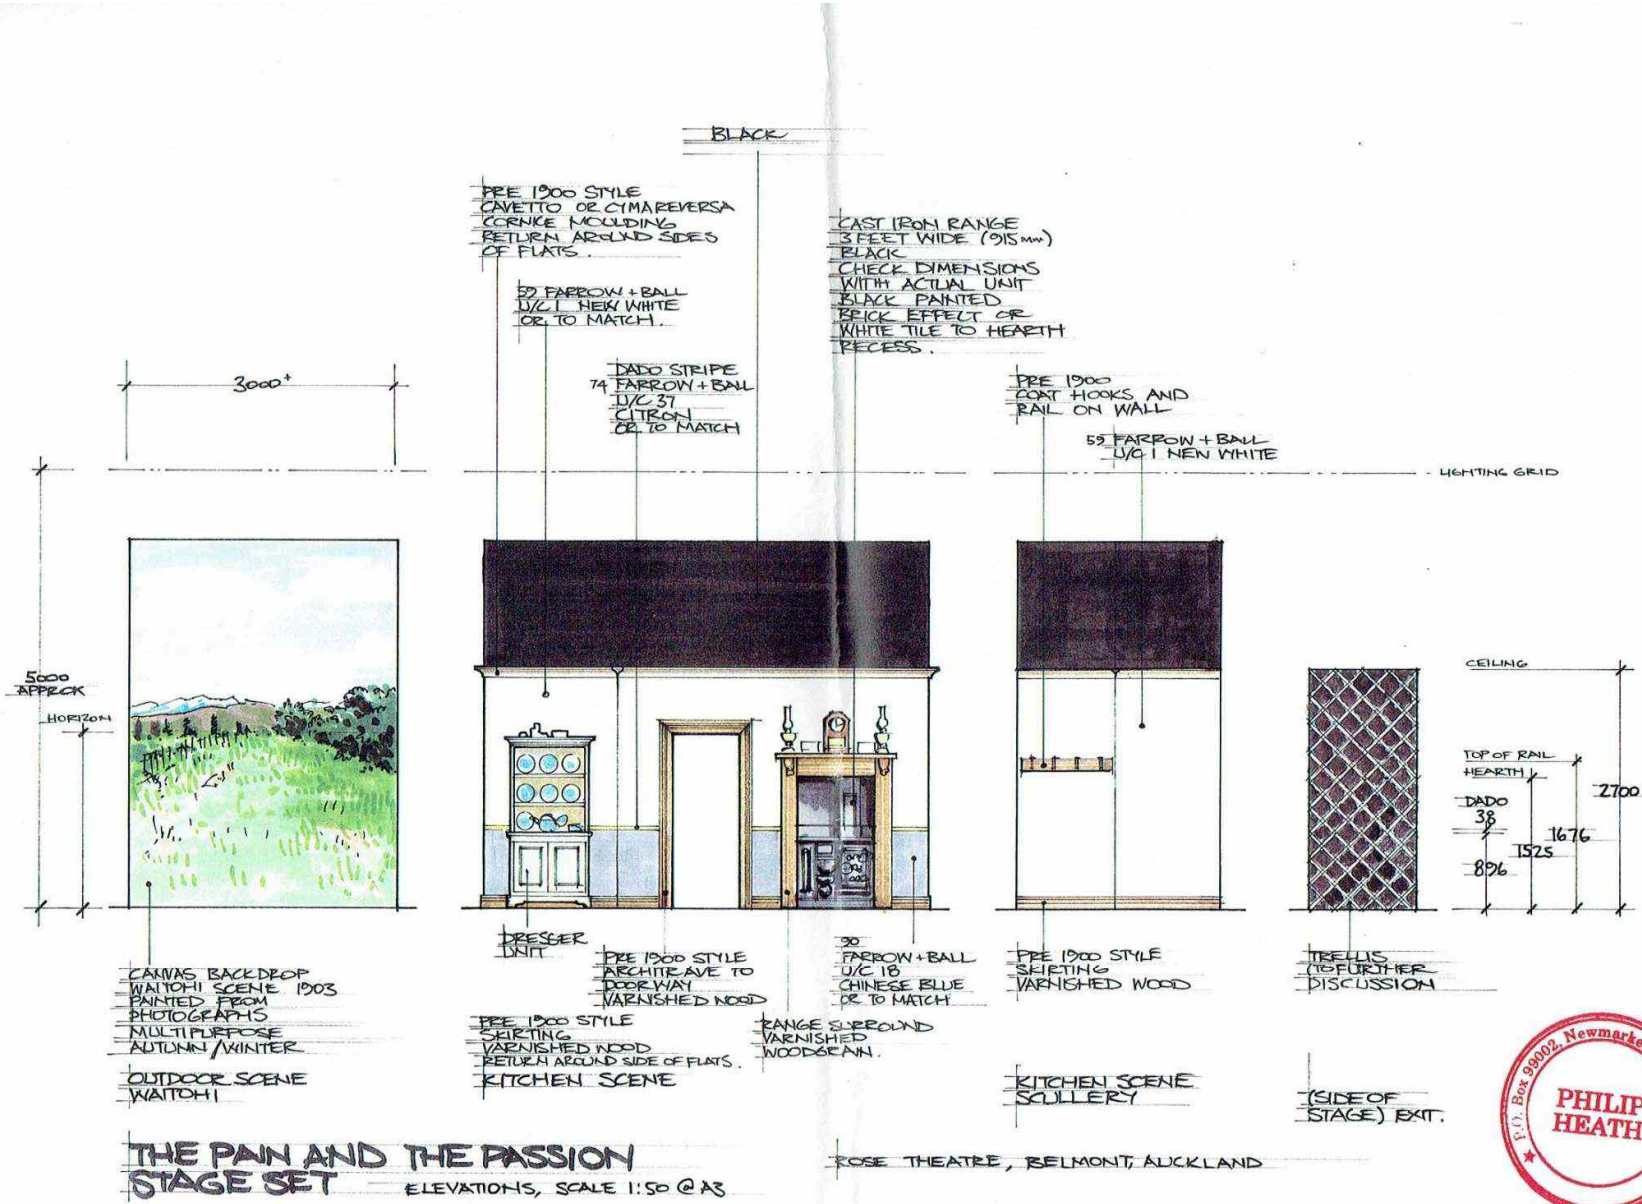 BLACK
PRE 1900 STYLE
CAVETTO OR CYMAREVERSA
CORNICE MOULDING
RETURN AROUND SIDES
OF FLATS.
59 FARROW + BALL
U/C 1 NEW WHITE
OR TO MATCH.
DADO STRIPE
74 FARROW + BALL
U/C 37
CITRON
OR TO MATCH
CAST IRON RANGE
3 FEET WIDE (915mm)
BLACK
CHECK DIMENSIONS
WITH ACTUAL UNIT
BLACK PAINTED
BRICK EFFECT OR
WHITE TILE TO HEARTH
RECESS.
PRE 1900
COAT HOOKS AND
RAIL ON WALL
59 FARROW + BALL
U/C 1 NEW WHITE
3000+
LIGHTING GRID
5000
APPROX
HORIZON
CEILING
TOP OF RAIL
HEARTH
DADO
38
896
1525
1676
2700
CANVAS BACKDROP
WAITOHI SCENE 1903
PAINTED FROM
PHOTOGRAPHS
MULTIPURPOSE
AUTUMN/WINTER
OUTDOOR SCENE
WAITOHI
DRESSER
UNIT
PRE 1900 STYLE
ARCHITRAVE TO
DOORWAY
VARNISHED WOOD
PRE 1900 STYLE
SKIRTING
VARNISHED WOOD
RETURN AROUND SIDE OF FLATS.
KITCHEN SCENE
RANGE SURROUND
VARNISHED
WOODGRAIN.
90
FARROW + BALL
U/C 18
CHINESE BLUE
OR TO MATCH
PRE 1900 STYLE
SKIRTING
VARNISHED WOOD
KITCHEN SCENE
SCULLERY
TRELLIS
(TO FURTHER
DISCUSSION
(SIDE OF
STAGE) EXIT.
P.O. Box 99002, Newmarke
PHILIP
HEATH
THE PAIN AND THE PASSION
STAGE SET
ELEVATIONS, SCALE 1:50 @ A3
ROSE THEATRE, BELMONT, AUCKLAND